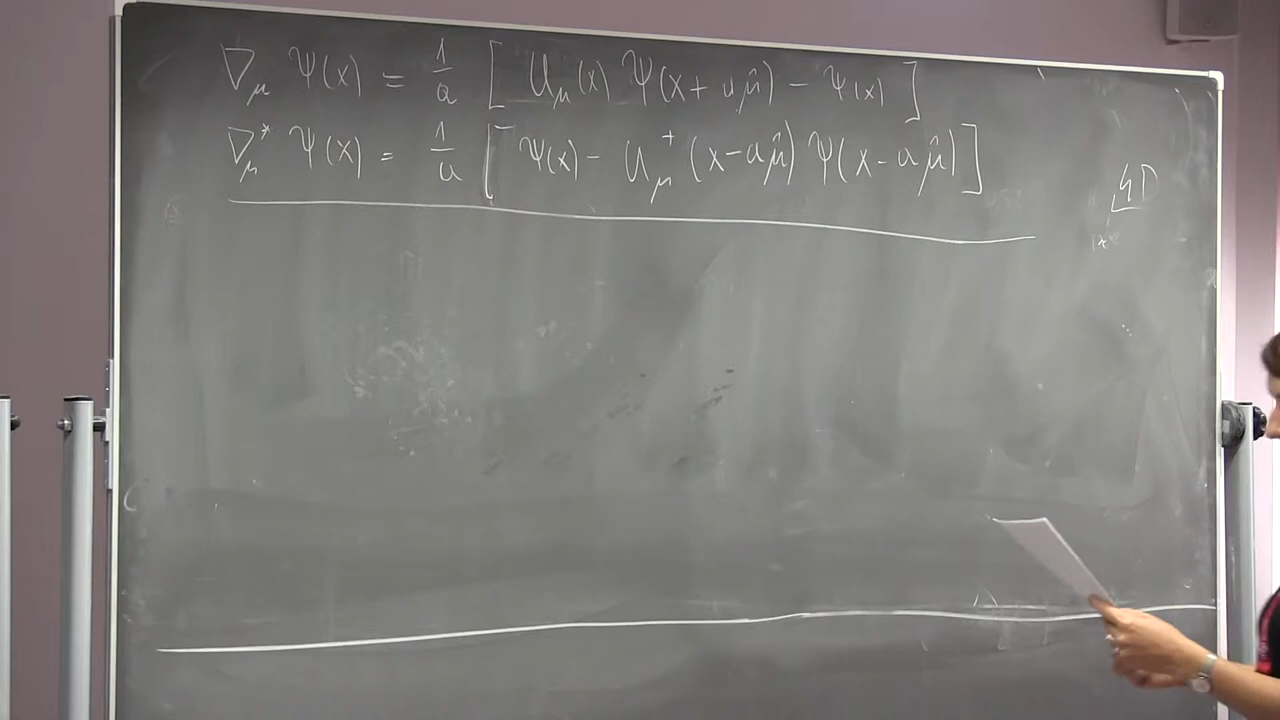 ∇_μ Ψ(x) = 1/a [ U_μ(x) Ψ(x+aμ̂) − Ψ(x) ]
∇_μ^* Ψ(x) = 1/a [ Ψ(x) − U_μ^+ (x−aμ̂) Ψ(x−aμ̂) ]
4D